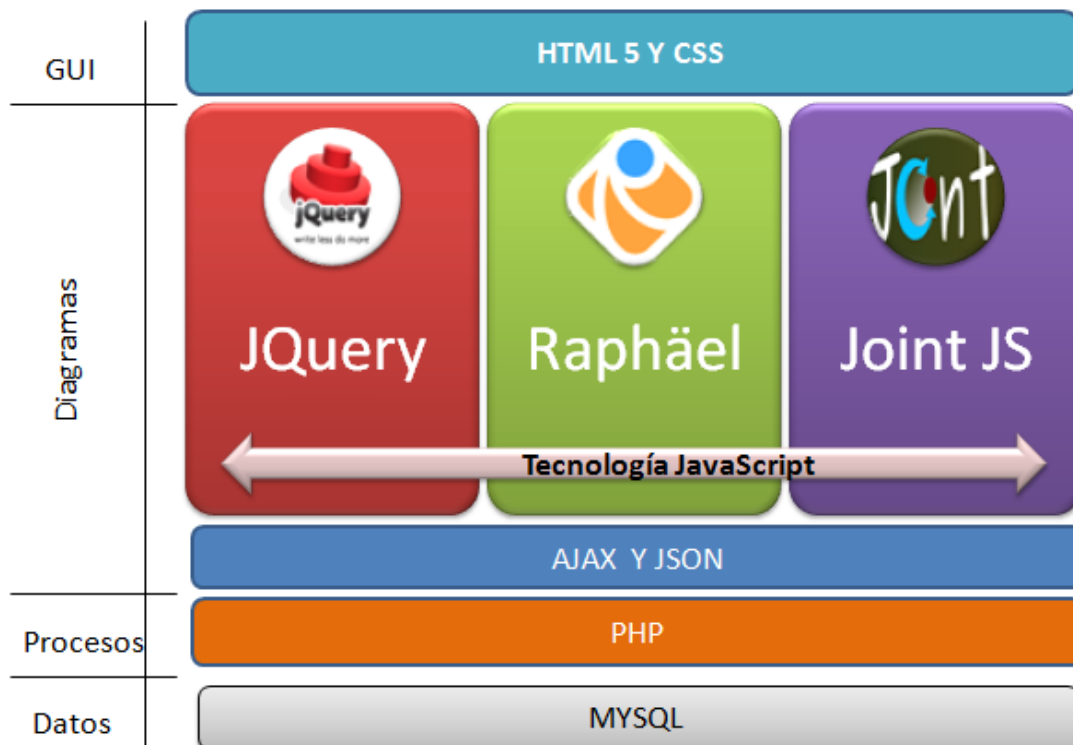 GUI
HTML 5 Y CSS
Diagramas
jQuery
write less do more
JQuery
Raphäel
Joint
Joint JS
Tecnología JavaScript
AJAX Y JSON
Procesos
PHP
Datos
MYSQL